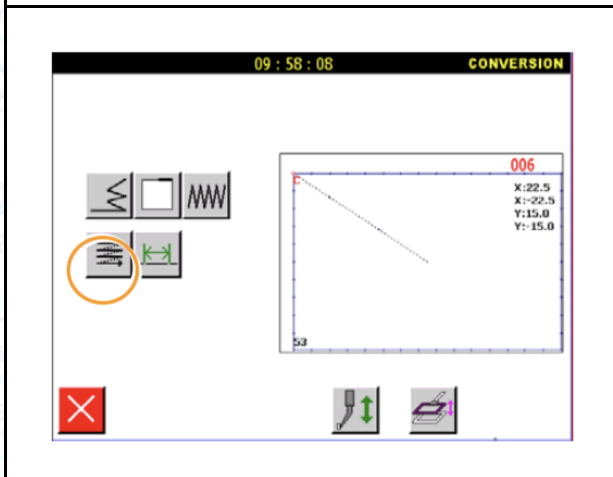 09 : 58 : 08 CONVERSION
006
X:22.5
X:-22.5
Y:15.0
Y:-15.0
C
53